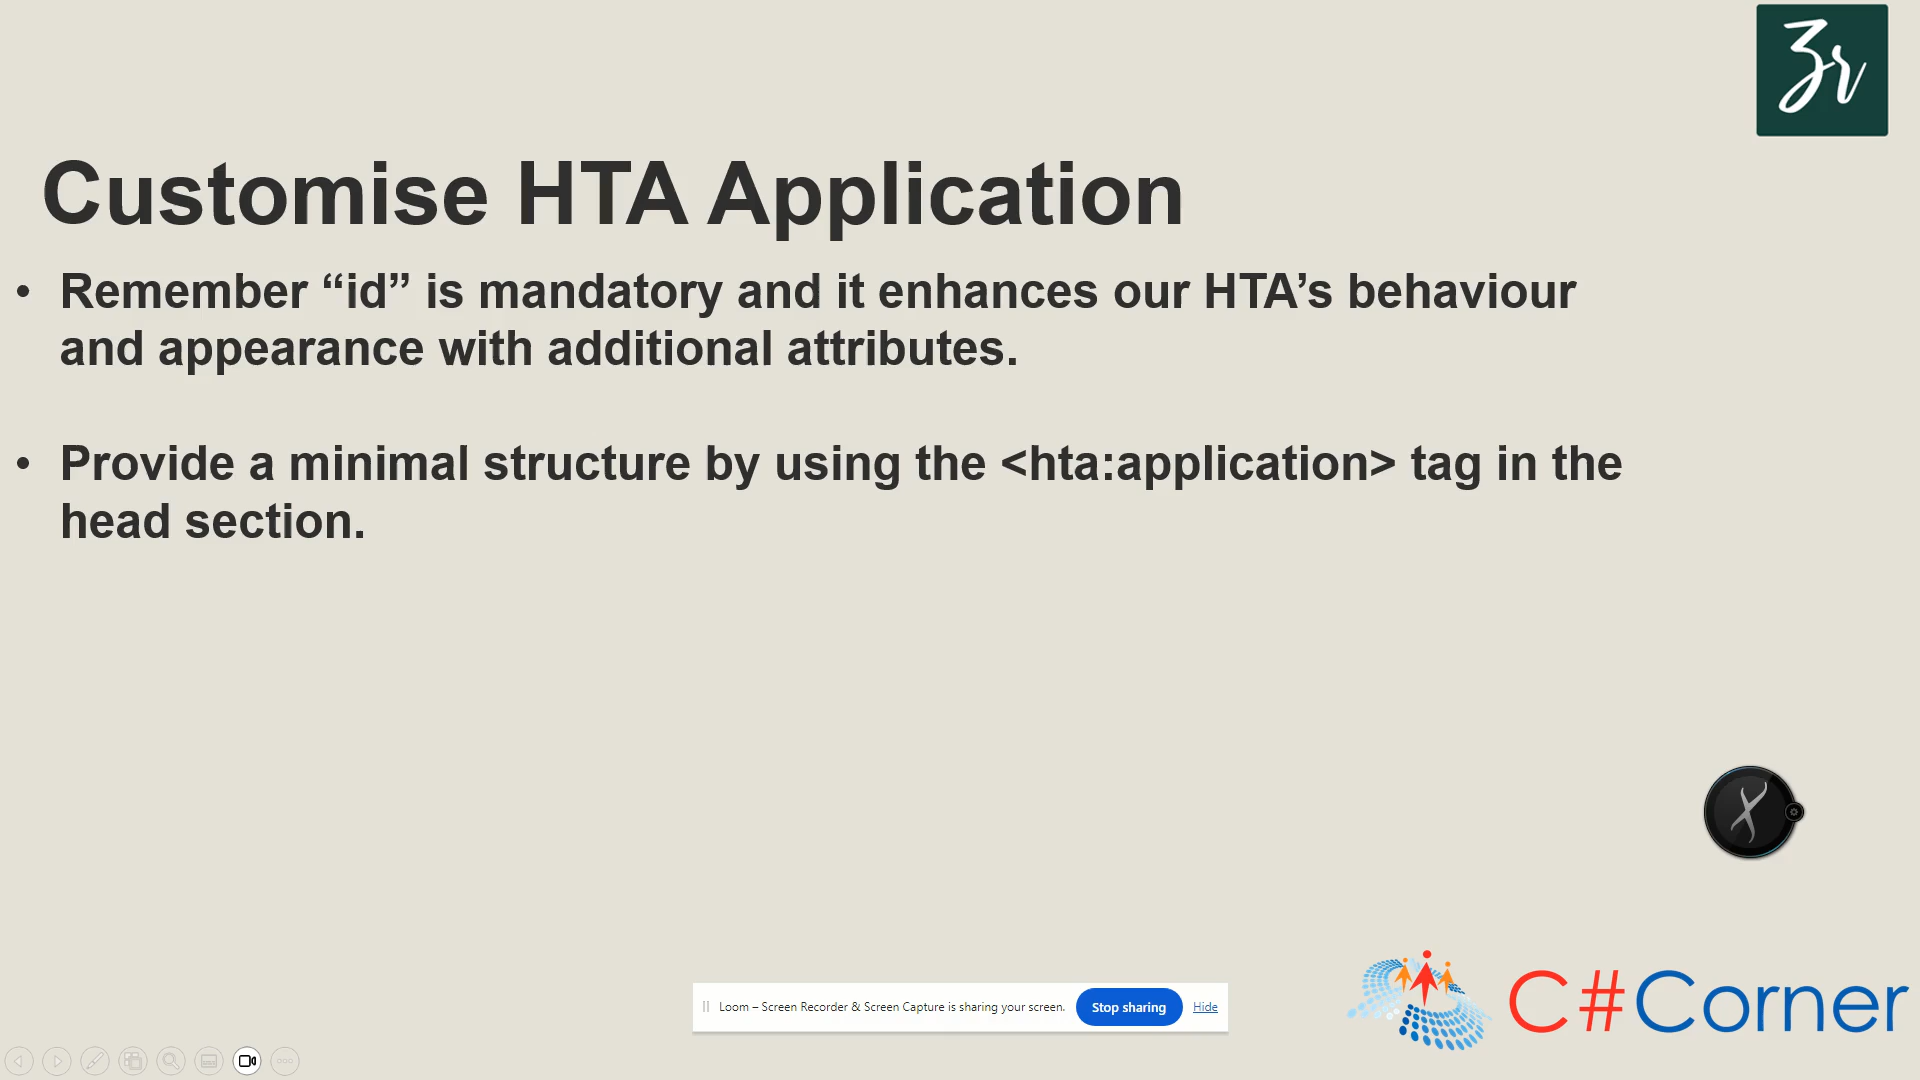 Zr
Customise HTA Application
• Remember “id” is mandatory and it enhances our HTA’s behaviour
and appearance with additional attributes.
• Provide a minimal structure by using the <hta:application> tag in the
head section.
C#Corner
Loom – Screen Recorder & Screen Capture is sharing your screen. Stop sharing Hide